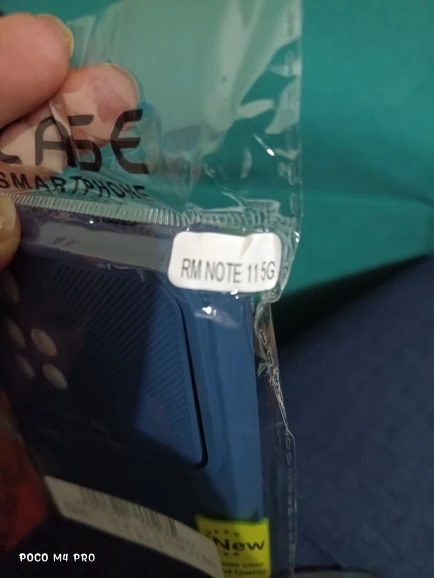 CASE
SMARTPHONE
RM NOTE 11 5G
New
POCO M4 PRO